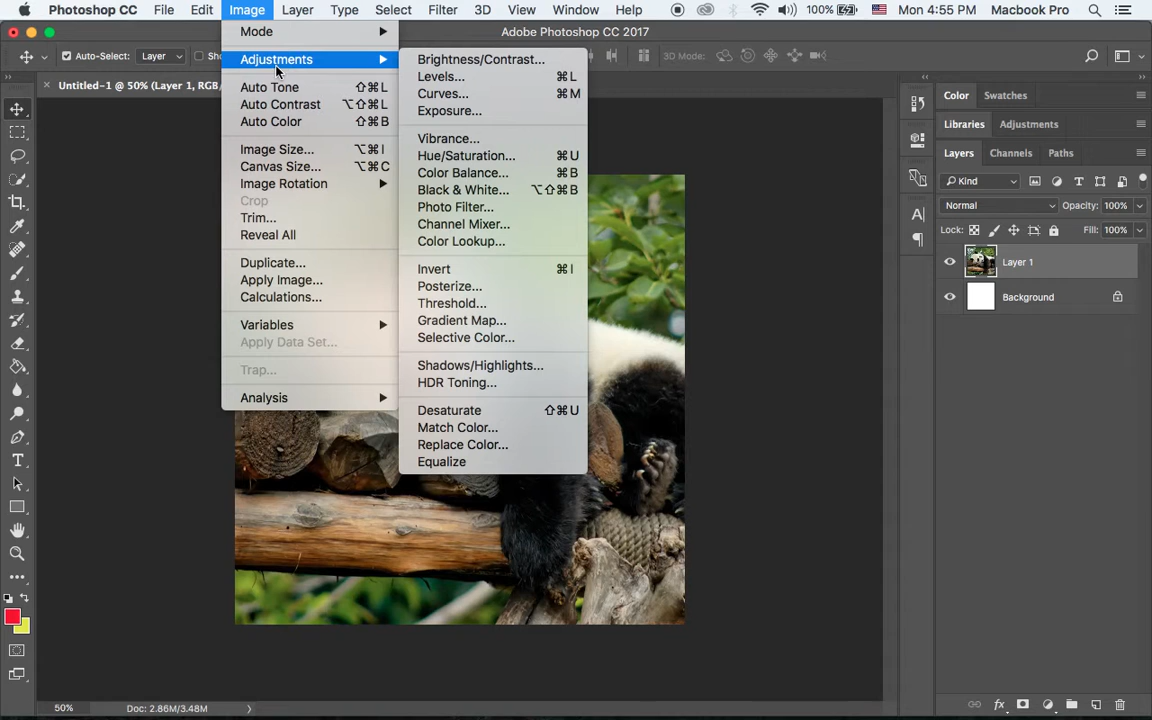 Photoshop CC File Edit Image Layer Type Select Filter 3D View Window Help 100% Mon 4:55 PM Macbook Pro
Adobe Photoshop CC 2017
Auto-Select: Layer Sho 3D Mode:
× Untitled-1 @ 50% (Layer 1, RGB/
Mode
Adjustments
Auto Tone ⇧⌘L
Auto Contrast ⌥⇧⌘L
Auto Color ⇧⌘B
Image Size... ⌥⌘I
Canvas Size... ⌥⌘C
Image Rotation
Crop
Trim...
Reveal All
Duplicate...
Apply Image...
Calculations...
Variables
Apply Data Set...
Trap...
Analysis
Brightness/Contrast...
Levels... ⌘L
Curves... ⌘M
Exposure...
Vibrance...
Hue/Saturation... ⌘U
Color Balance... ⌘B
Black & White... ⌥⇧⌘B
Photo Filter...
Channel Mixer...
Color Lookup...
Invert ⌘I
Posterize...
Threshold...
Gradient Map...
Selective Color...
Shadows/Highlights...
HDR Toning...
Desaturate ⇧⌘U
Match Color...
Replace Color...
Equalize
Color Swatches
Libraries Adjustments
Layers Channels Paths
Kind
Normal Opacity: 100%
Lock: Fill: 100%
Layer 1
Background
50% Doc: 2.86M/3.48M